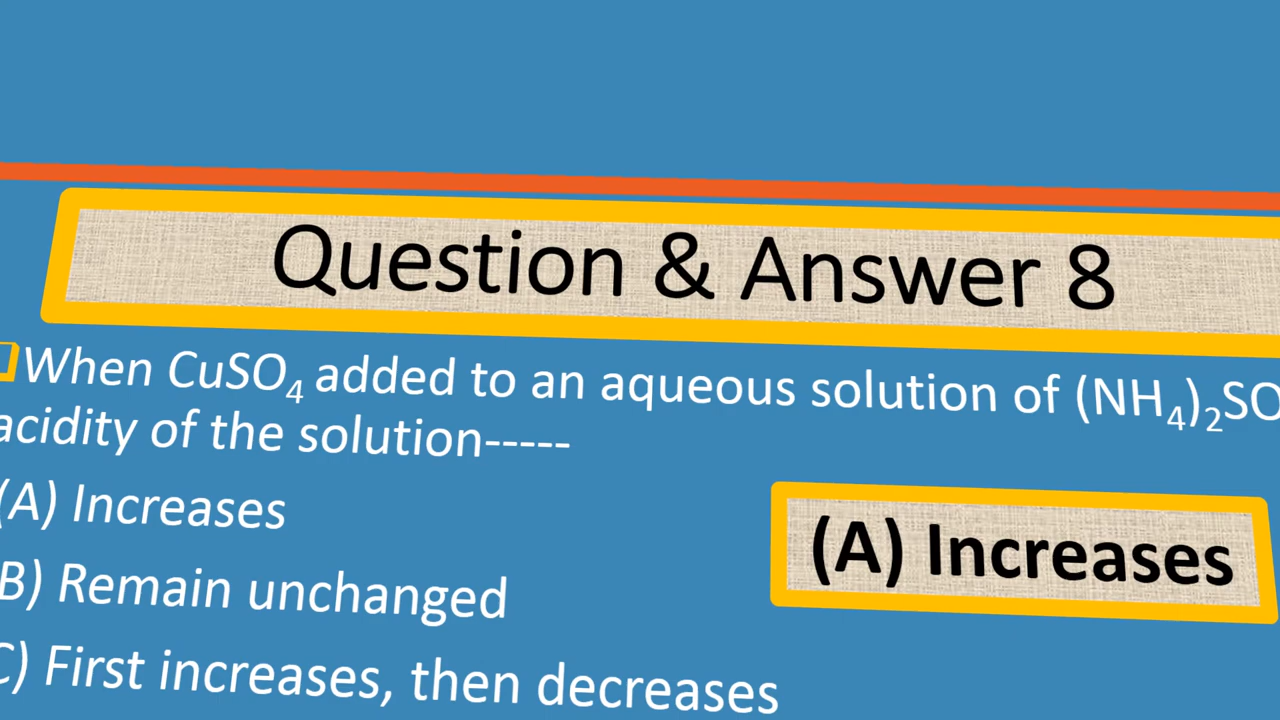 Question & Answer 8
When CuSO₄ added to an aqueous solution of (NH₄)₂SO
acidity of the solution-----
(A) Increases
(A) Increases
B) Remain unchanged
C) First increases, then decreases